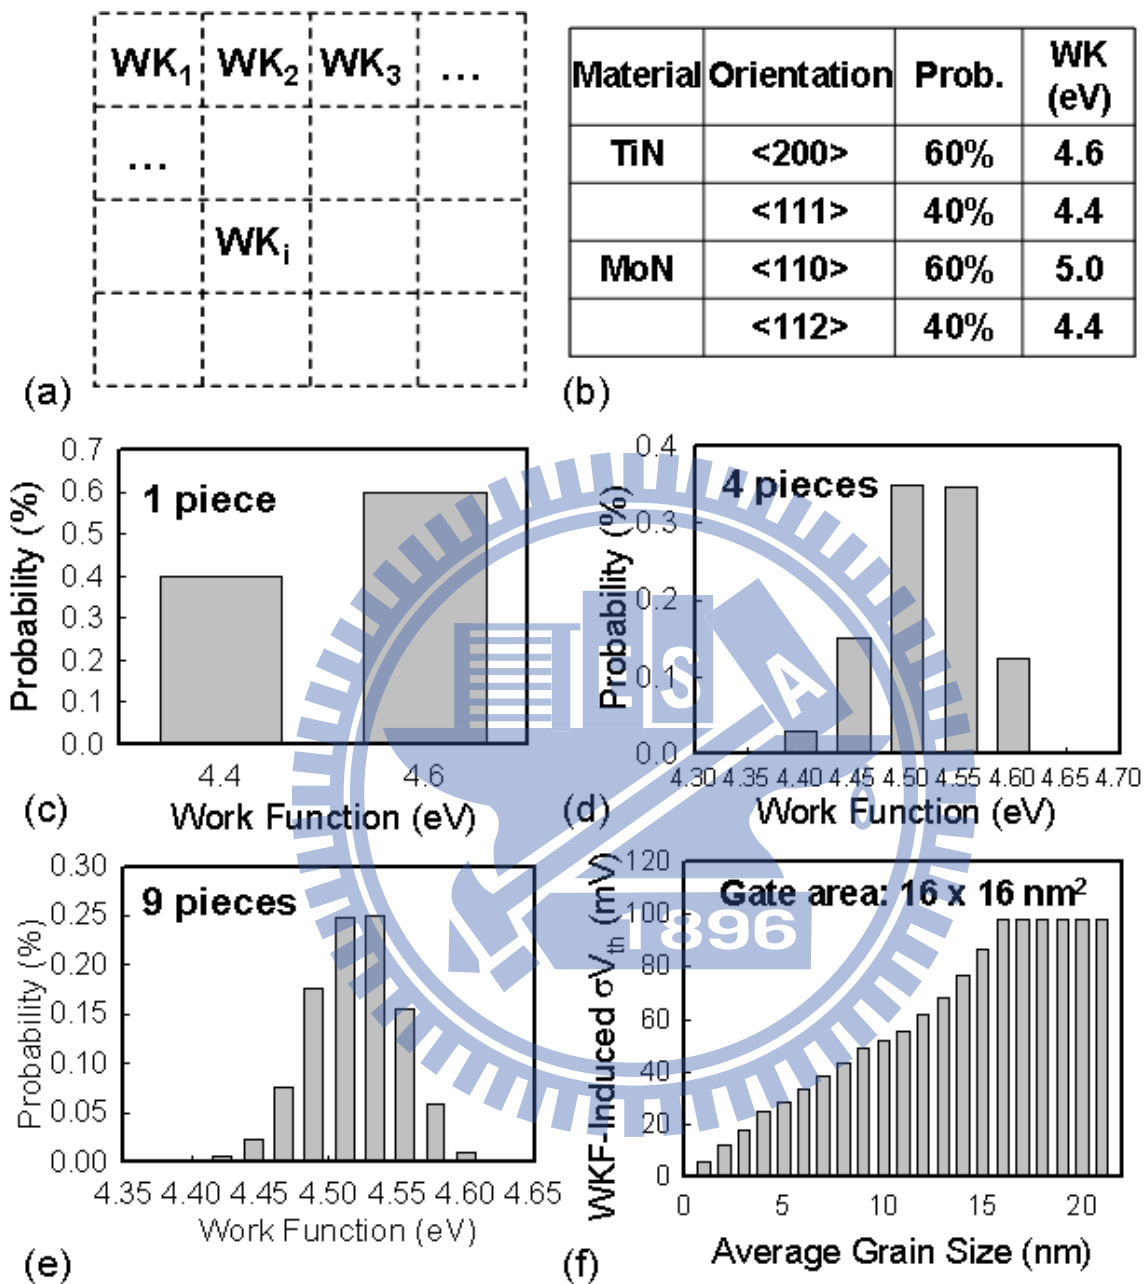 WK1 WK2 WK3 ...
...
WKi
(a)
Material Orientation Prob. WK (eV)
TiN <200> 60% 4.6
<111> 40% 4.4
MoN <110> 60% 5.0
<112> 40% 4.4
(b)
0.7
0.6
0.5
0.4
0.3
0.2
0.1
0.0
Probability (%)
1 piece
4.4 4.6
Work Function (eV)
(c)
0.4
0.3
0.2
0.1
0.0
Probability (%)
4 pieces
4.30 4.35 4.40 4.45 4.50 4.55 4.60 4.65 4.70
Work Function (eV)
(d)
0.30
0.25
0.20
0.15
0.10
0.05
0.00
Probability (%)
9 pieces
4.35 4.40 4.45 4.50 4.55 4.60 4.65
Work Function (eV)
(e)
120
100
80
60
40
20
0
WKF-Induced σVth (mV)
Gate area: 16 x 16 nm²
0 5 10 15 20
Average Grain Size (nm)
(f)
E S A
1896